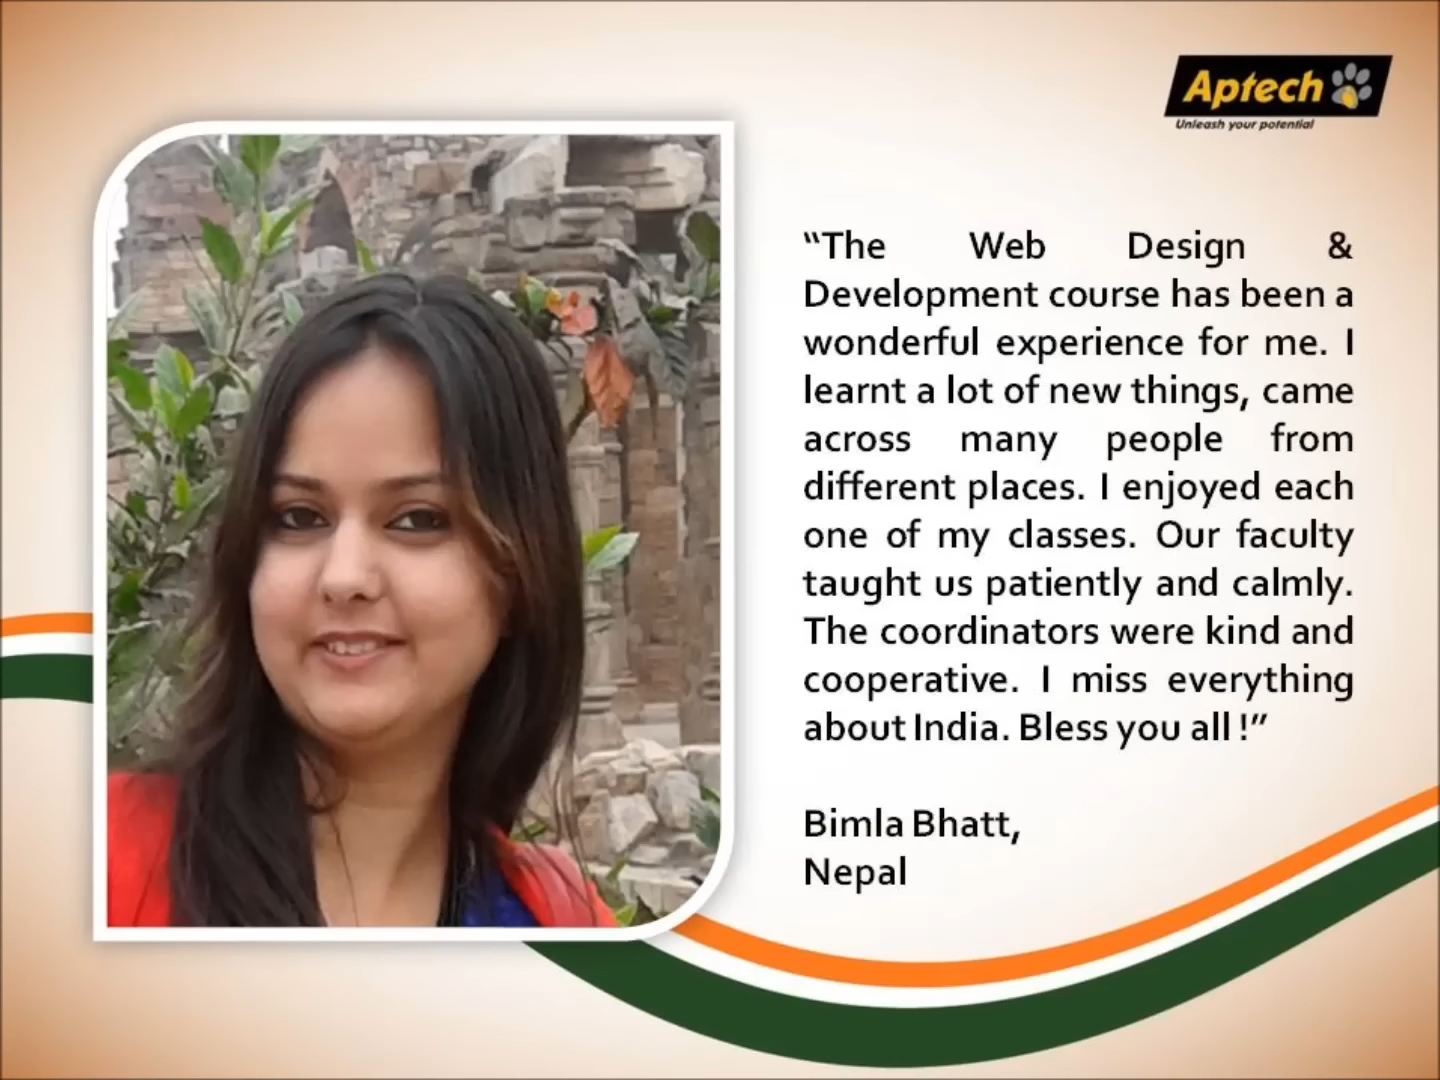 Aptech
Unleash your potential
“The Web Design &
Development course has been a
wonderful experience for me. I
learnt a lot of new things, came
across many people from
different places. I enjoyed each
one of my classes. Our faculty
taught us patiently and calmly.
The coordinators were kind and
cooperative. I miss everything
about India. Bless you all !”
Bimla Bhatt,
Nepal